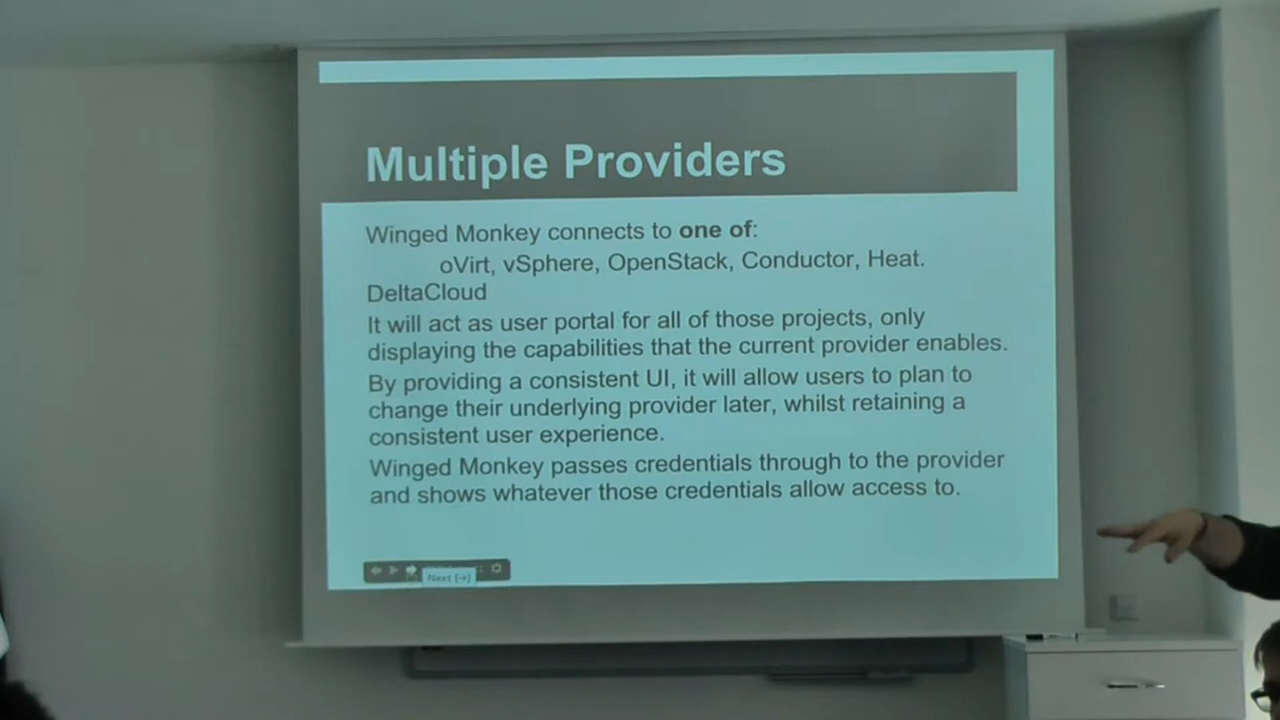 Multiple Providers
Winged Monkey connects to one of:
oVirt, vSphere, OpenStack, Conductor, Heat.
DeltaCloud
It will act as user portal for all of those projects, only
displaying the capabilities that the current provider enables.
By providing a consistent UI, it will allow users to plan to
change their underlying provider later, whilst retaining a
consistent user experience.
Winged Monkey passes credentials through to the provider
and shows whatever those credentials allow access to.
Next (→)